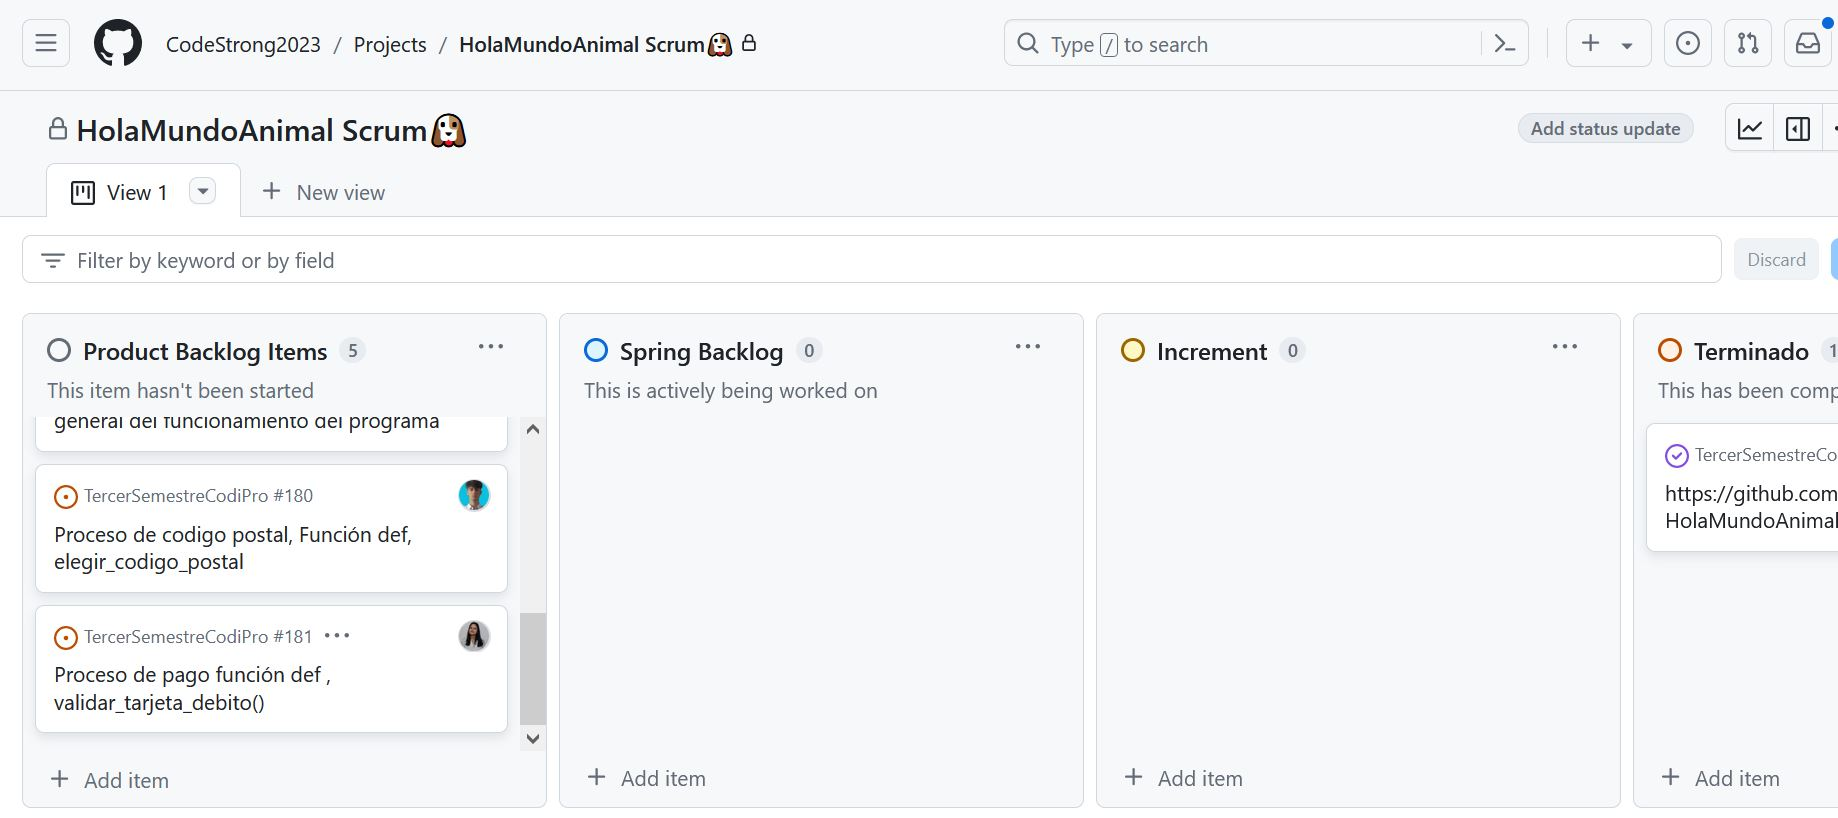 CodeStrong2023 / Projects / HolaMundoAnimal Scrum
Type / to search
HolaMundoAnimal Scrum
Add status update
View 1
New view
Filter by keyword or by field
Discard
Product Backlog Items 5
This item hasn't been started
general del funcionamiento del programa
TercerSemestreCodiPro #180
Proceso de codigo postal, Función def,
elegir_codigo_postal
TercerSemestreCodiPro #181
Proceso de pago función def ,
validar_tarjeta_debito()
Add item
Spring Backlog 0
This is actively being worked on
Add item
Increment 0
Add item
Terminado 1
This has been comp
TercerSemestreCo
https://github.com
HolaMundoAnimal
Add item